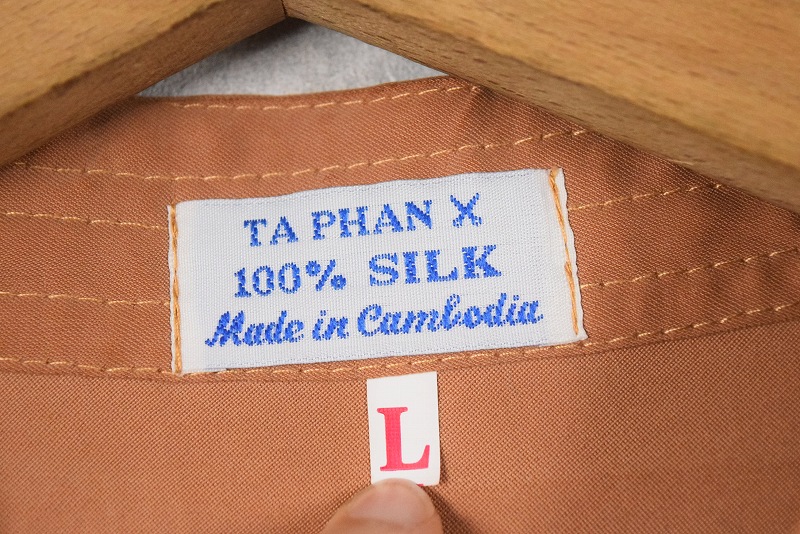 TA PHAN X
100% SILK
Made in Cambodia
L